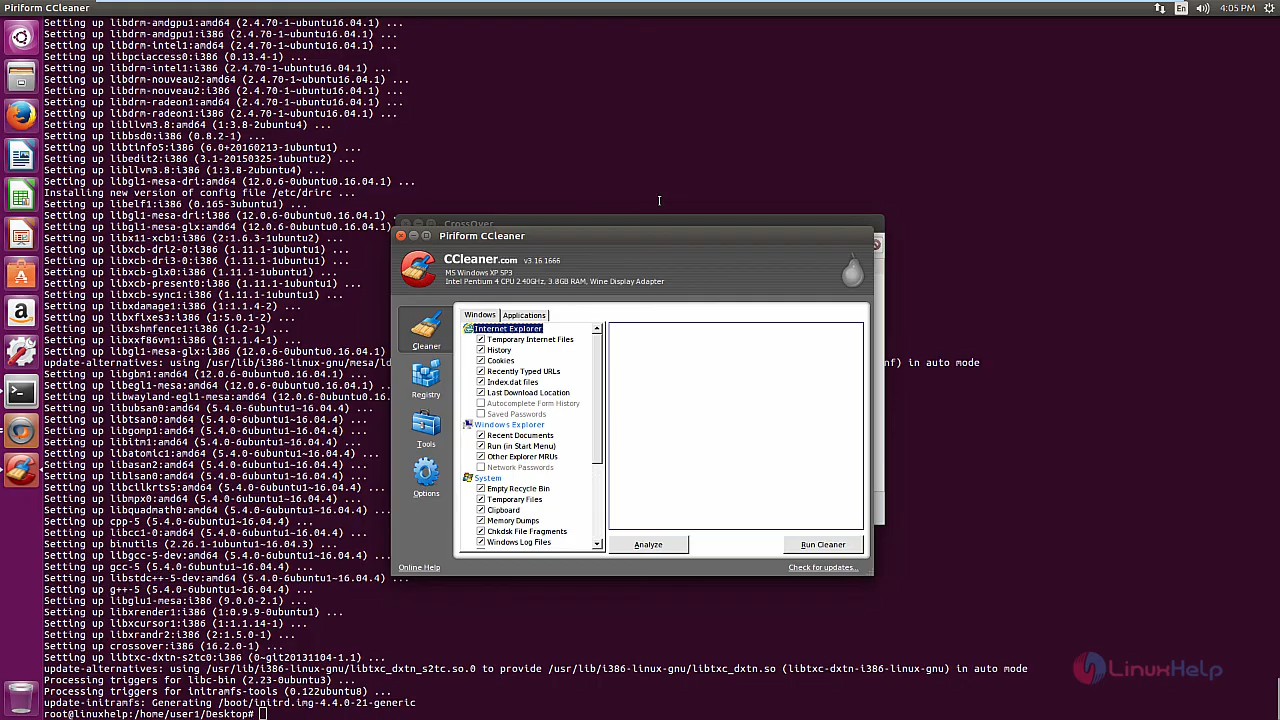 Piriform CCleaner
En
4:05 PM
Setting up libdrm-amdgpu1:amd64 (2.4.70-1~ubuntu16.04.1) ...
Setting up libdrm-amdgpu1:i386 (2.4.70-1~ubuntu16.04.1) ...
Setting up libdrm-intel1:amd64 (2.4.70-1~ubuntu16.04.1) ...
Setting up libpciaccess0:i386 (0.13.4-1) ...
Setting up libdrm-intel1:i386 (2.4.70-1~ubuntu16.04.1) ...
Setting up libdrm-nouveau2:amd64 (2.4.70-1~ubuntu16.04.1) ...
Setting up libdrm-nouveau2:i386 (2.4.70-1~ubuntu16.04.1) ...
Setting up libdrm-radeon1:amd64 (2.4.70-1~ubuntu16.04.1) ...
Setting up libdrm-radeon1:i386 (2.4.70-1~ubuntu16.04.1) ...
Setting up libllvm3.8:amd64 (1:3.8-2ubuntu4) ...
Setting up libbsd0:i386 (0.8.2-1) ...
Setting up libtinfo5:i386 (6.0+20160213-1ubuntu1) ...
Setting up libedit2:i386 (3.1-20150325-1ubuntu2) ...
Setting up libllvm3.8:i386 (1:3.8-2ubuntu4) ...
Setting up libgl1-mesa-dri:amd64 (12.0.6-0ubuntu0.16.04.1) ...
Installing new version of config file /etc/drirc ...
Setting up libelf1:i386 (0.165-3ubuntu1) ...
Setting up libgl1-mesa-dri:i386 (12.0.6-0ubuntu0.16.04.1) ...
Setting up libgl1-mesa-glx:amd64 (12.0.6-0ubuntu0.16.04.1)
Setting up libx11-xcb1:i386 (2:1.6.3-1ubuntu2) ...
Setting up libxcb-dri2-0:i386 (1.11.1-1ubuntu1) ...
Setting up libxcb-dri3-0:i386 (1.11.1-1ubuntu1) ...
Setting up libxcb-glx0:i386 (1.11.1-1ubuntu1) ...
Setting up libxcb-present0:i386 (1.11.1-1ubuntu1) ...
Setting up libxcb-sync1:i386 (1.11.1-1ubuntu1) ...
Setting up libxdamage1:i386 (1:1.1.4-2) ...
Setting up libxfixes3:i386 (1:5.0.1-2) ...
Setting up libxshmfence1:i386 (1.2-1) ...
Setting up libxxf86vm1:i386 (1:1.1.4-1) ...
Setting up libgl1-mesa-glx:i386 (12.0.6-0ubuntu0.16.04.1)
update-alternatives: using /usr/lib/i386-linux-gnu/mesa/ld nf) in auto mode
Setting up libgbm1:amd64 (12.0.6-0ubuntu0.16.04.1) ...
Setting up libegl1-mesa:amd64 (12.0.6-0ubuntu0.16.04.1) ..
Setting up libwayland-egl1-mesa:amd64 (12.0.6-0ubuntu0.16.
Setting up libubsan0:amd64 (5.4.0-6ubuntu1~16.04.4) ...
Setting up libtsan0:amd64 (5.4.0-6ubuntu1~16.04.4) ...
Setting up libgomp1:amd64 (5.4.0-6ubuntu1~16.04.4) ...
Setting up libitm1:amd64 (5.4.0-6ubuntu1~16.04.4) ...
Setting up libatomic1:amd64 (5.4.0-6ubuntu1~16.04.4) ...
Setting up libasan2:amd64 (5.4.0-6ubuntu1~16.04.4) ...
Setting up liblsan0:amd64 (5.4.0-6ubuntu1~16.04.4) ...
Setting up libcilkrts5:amd64 (5.4.0-6ubuntu1~16.04.4) ...
Setting up libmpx0:amd64 (5.4.0-6ubuntu1~16.04.4) ...
Setting up libquadmath0:amd64 (5.4.0-6ubuntu1~16.04.4) ...
Setting up cpp-5 (5.4.0-6ubuntu1~16.04.4) ...
Setting up libcc1-0:amd64 (5.4.0-6ubuntu1~16.04.4) ...
Setting up binutils (2.26.1-1ubuntu1~16.04.3) ...
Setting up libgcc-5-dev:amd64 (5.4.0-6ubuntu1~16.04.4) ...
Setting up gcc-5 (5.4.0-6ubuntu1~16.04.4) ...
Setting up libstdc++-5-dev:amd64 (5.4.0-6ubuntu1~16.04.4) ...
Setting up g++-5 (5.4.0-6ubuntu1~16.04.4) ...
Setting up libglu1-mesa:i386 (9.0.0-2.1) ...
Setting up libxrender1:i386 (1:0.9.9-0ubuntu1) ...
Setting up libxcursor1:i386 (1:1.1.14-1) ...
Setting up libxrandr2:i386 (2:1.5.0-1) ...
Setting up crossover:i386 (16.2.0-1) ...
Setting up libtxc-dxtn-s2tc0:i386 (0~git20131104-1.1) ...
update-alternatives: using /usr/lib/i386-linux-gnu/libtxc_dxtn_s2tc.so.0 to provide /usr/lib/i386-linux-gnu/libtxc_dxtn.so (libtxc-dxtn-i386-linux-gnu) in auto mode
Processing triggers for libc-bin (2.23-0ubuntu3) ...
Processing triggers for initramfs-tools (0.122ubuntu8) ...
update-initramfs: Generating /boot/initrd.img-4.4.0-21-generic
root@linuxhelp:/home/user1/Desktop#
CrossOver
Piriform CCleaner
CCleaner.com v3.16.1666
MS Windows XP SP3
Intel Pentium 4 CPU 2.40GHz, 3.8GB RAM, Wine Display Adapter
Cleaner
Registry
Tools
Options
Windows
Applications
Internet Explorer
Temporary Internet Files
History
Cookies
Recently Typed URLs
Index.dat files
Last Download Location
Autocomplete Form History
Saved Passwords
Windows Explorer
Recent Documents
Run (in Start Menu)
Other Explorer MRUs
Network Passwords
System
Empty Recycle Bin
Temporary Files
Clipboard
Memory Dumps
Chkdsk File Fragments
Windows Log Files
Analyze
Run Cleaner
Online Help
Check for updates...
LinuxHelp